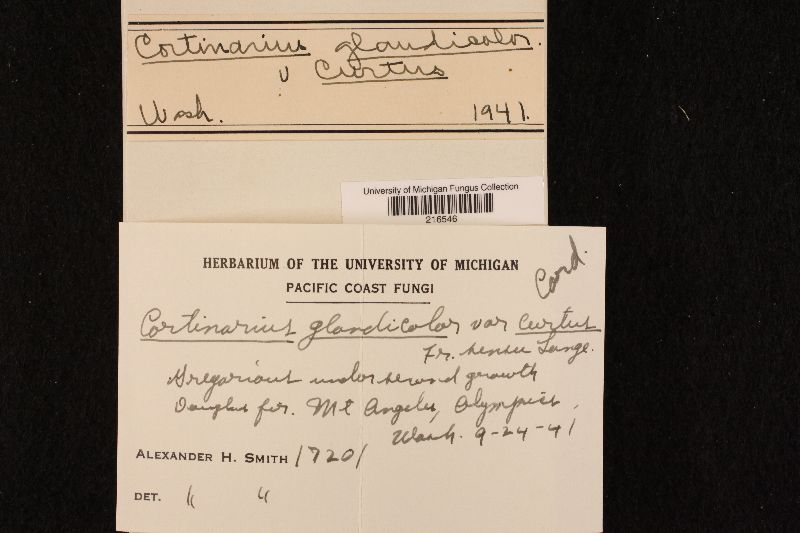 Cortinarius glaudicolor.
v Curtus
Wash. 1941.
University of Michigan Fungus Collection
216546
HERBARIUM OF THE UNIVERSITY OF MICHIGAN
PACIFIC COAST FUNGI
Cord.
Cortinarius glandicolor var curtus
Fr. sensu Lange.
Gregarious under second growth
Douglas fir. Mt Angeles, Olympics,
Wash. 9-24-41
ALEXANDER H. SMITH 17201
DET. " "